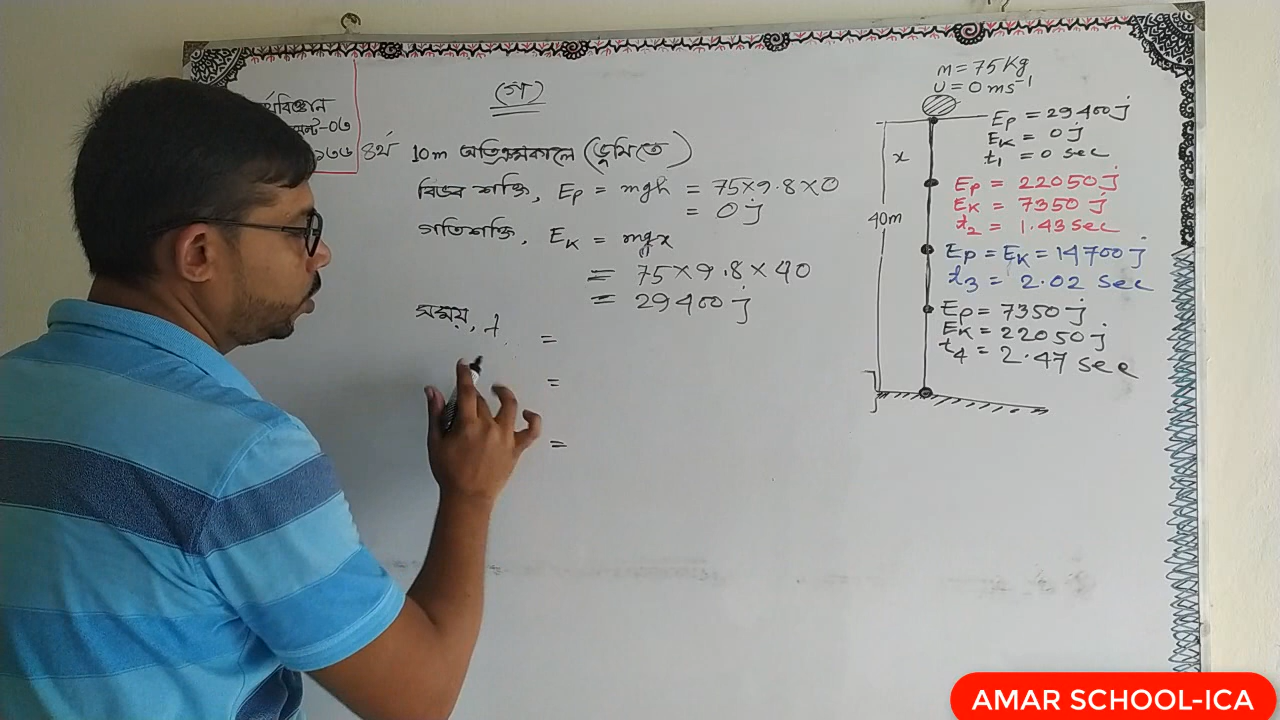 (গ)
৪র্থ 10m অতিক্রমকালে (ভূমিতে)
বিভব শক্তি, Ep = mgh = 75×9.8×0
= 0 j
গতিশক্তি, EK = mgx
= 75×9.8×40
= 29400 j
সময়, t =
=
=
m = 75 Kg
u = 0 ms⁻¹
Ep = 29400 j
EK = 0 j
t1 = 0 sec
x
Ep = 22050 j
EK = 7350 j
t2 = 1.43 sec
40m
Ep = EK = 14700 j
t3 = 2.02 sec
Ep = 7350 j
EK = 22050 j
t4 = 2.47 sec
AMAR SCHOOL-ICA